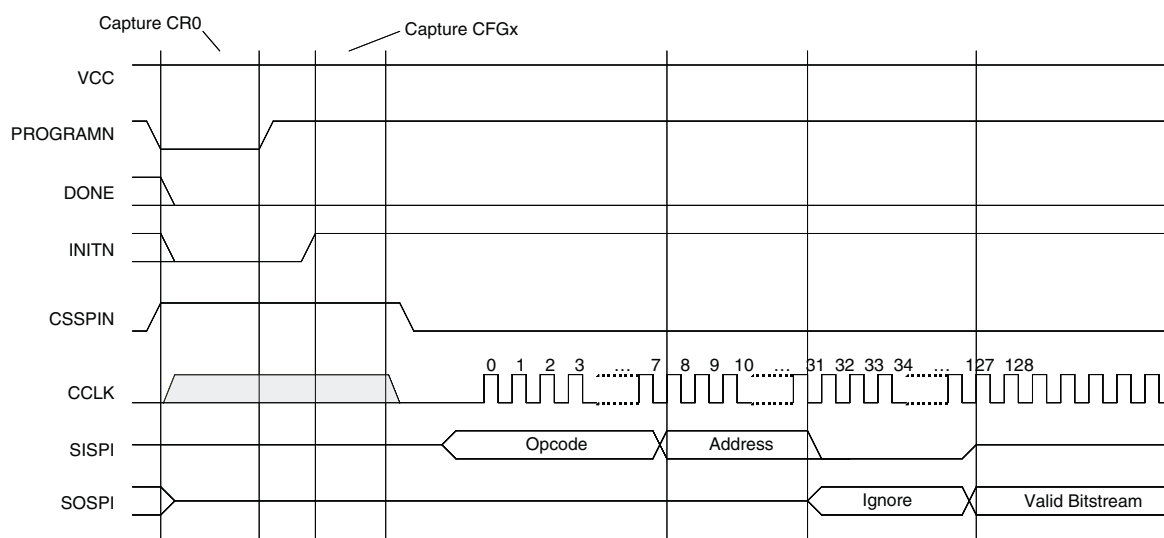 Capture CR0
Capture CFGx
VCC
PROGRAMN
DONE
INITN
CSSPIN
CCLK
0 1 2 3 ... 7 8 9 10 ... 31 32 33 34 ... 127 128
SISPI
Opcode
Address
SOSPI
Ignore
Valid Bitstream